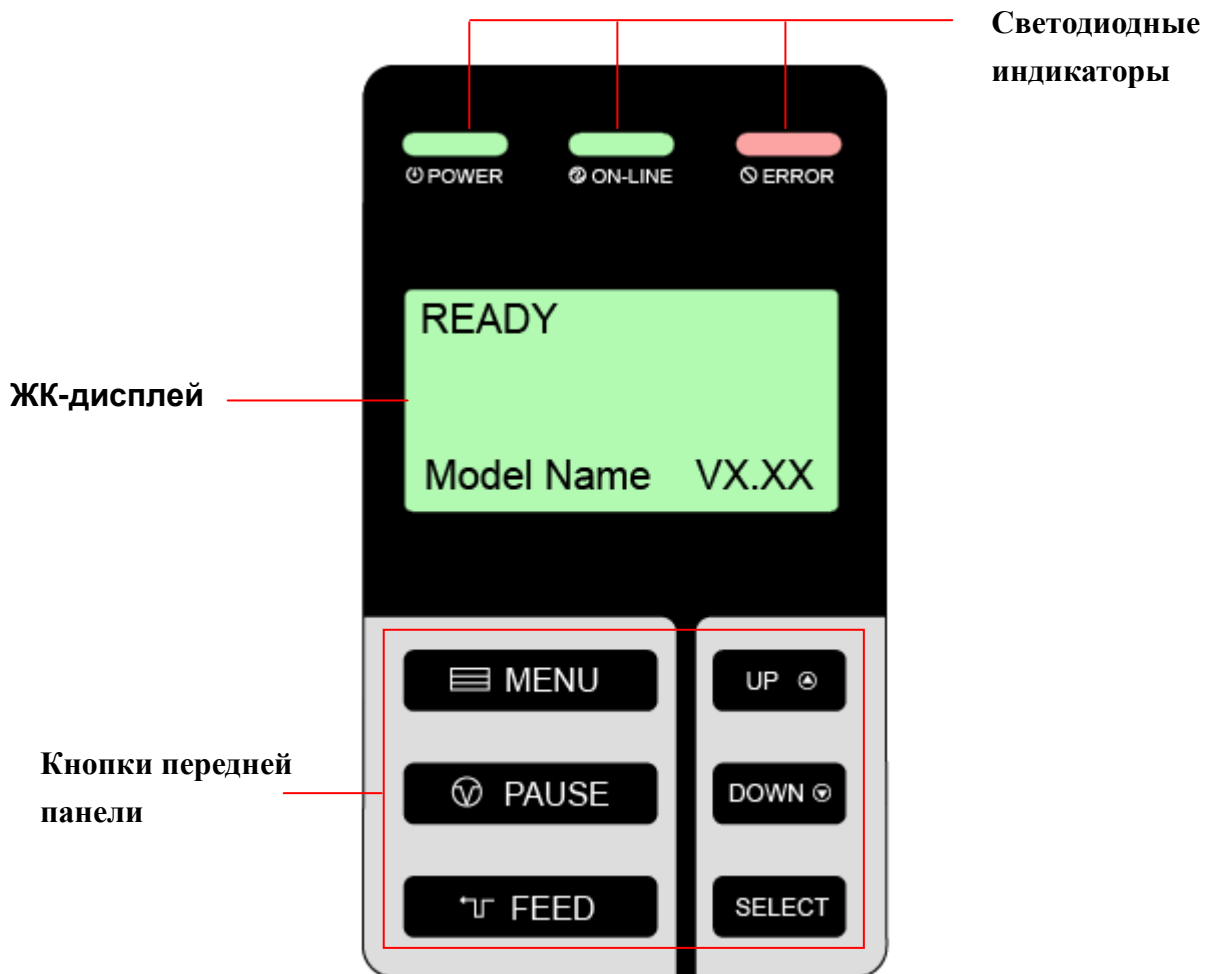 Светодиодные
индикаторы
POWER
ON-LINE
ERROR
READY
ЖК-дисплей
Model Name VX.XX
MENU
UP
Кнопки передней
панели
PAUSE
DOWN
FEED
SELECT